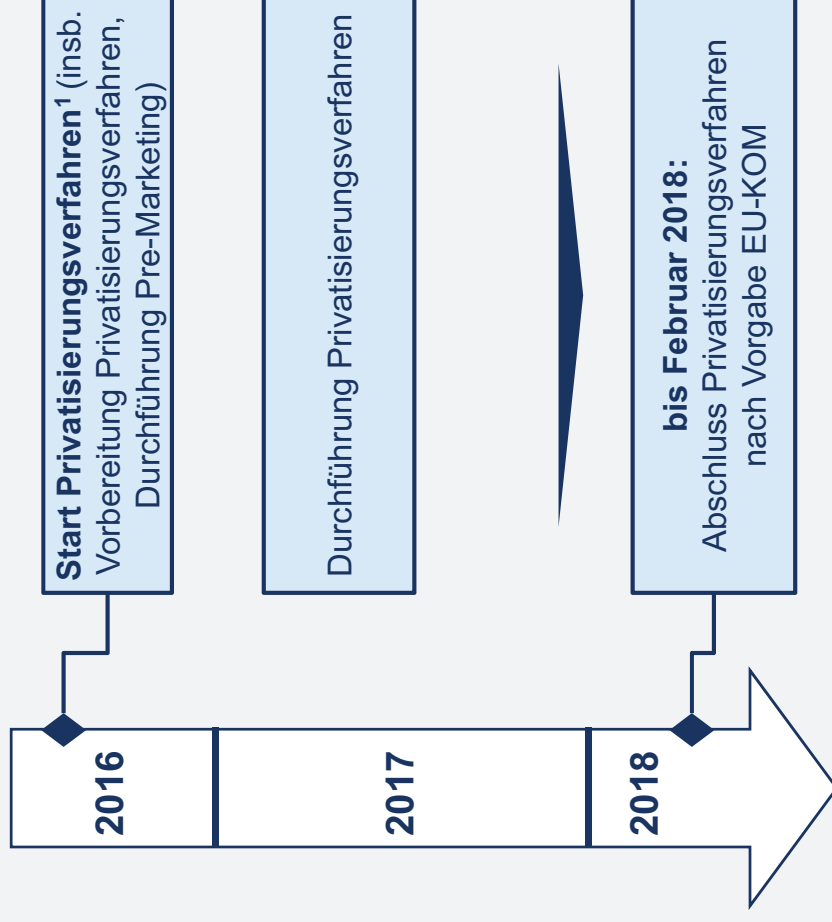 Start Privatisierungsverfahren¹ (insb.
Vorbereitung Privatisierungsverfahren,
Durchführung Pre-Marketing)
Durchführung Privatisierungsverfahren
bis Februar 2018:
Abschluss Privatisierungsverfahren
nach Vorgabe EU-KOM
2016
2017
2018